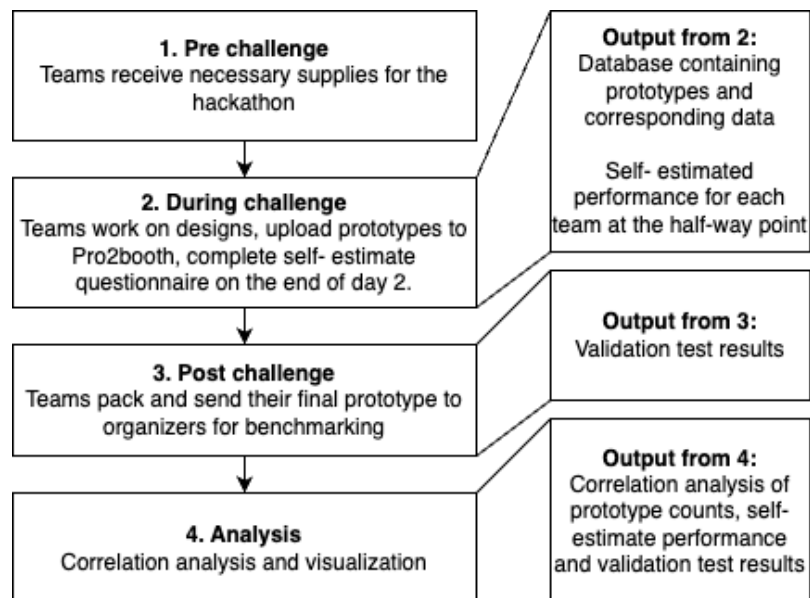 1. Pre challenge
Teams receive necessary supplies for the
hackathon
2. During challenge
Teams work on designs, upload prototypes to
Pro2booth, complete self- estimate
questionnaire on the end of day 2.
3. Post challenge
Teams pack and send their final prototype to
organizers for benchmarking
4. Analysis
Correlation analysis and visualization
Output from 2:
Database containing
prototypes and
corresponding data
Self- estimated
performance for each
team at the half-way point
Output from 3:
Validation test results
Output from 4:
Correlation analysis of
prototype counts, self-
estimate performance
and validation test results